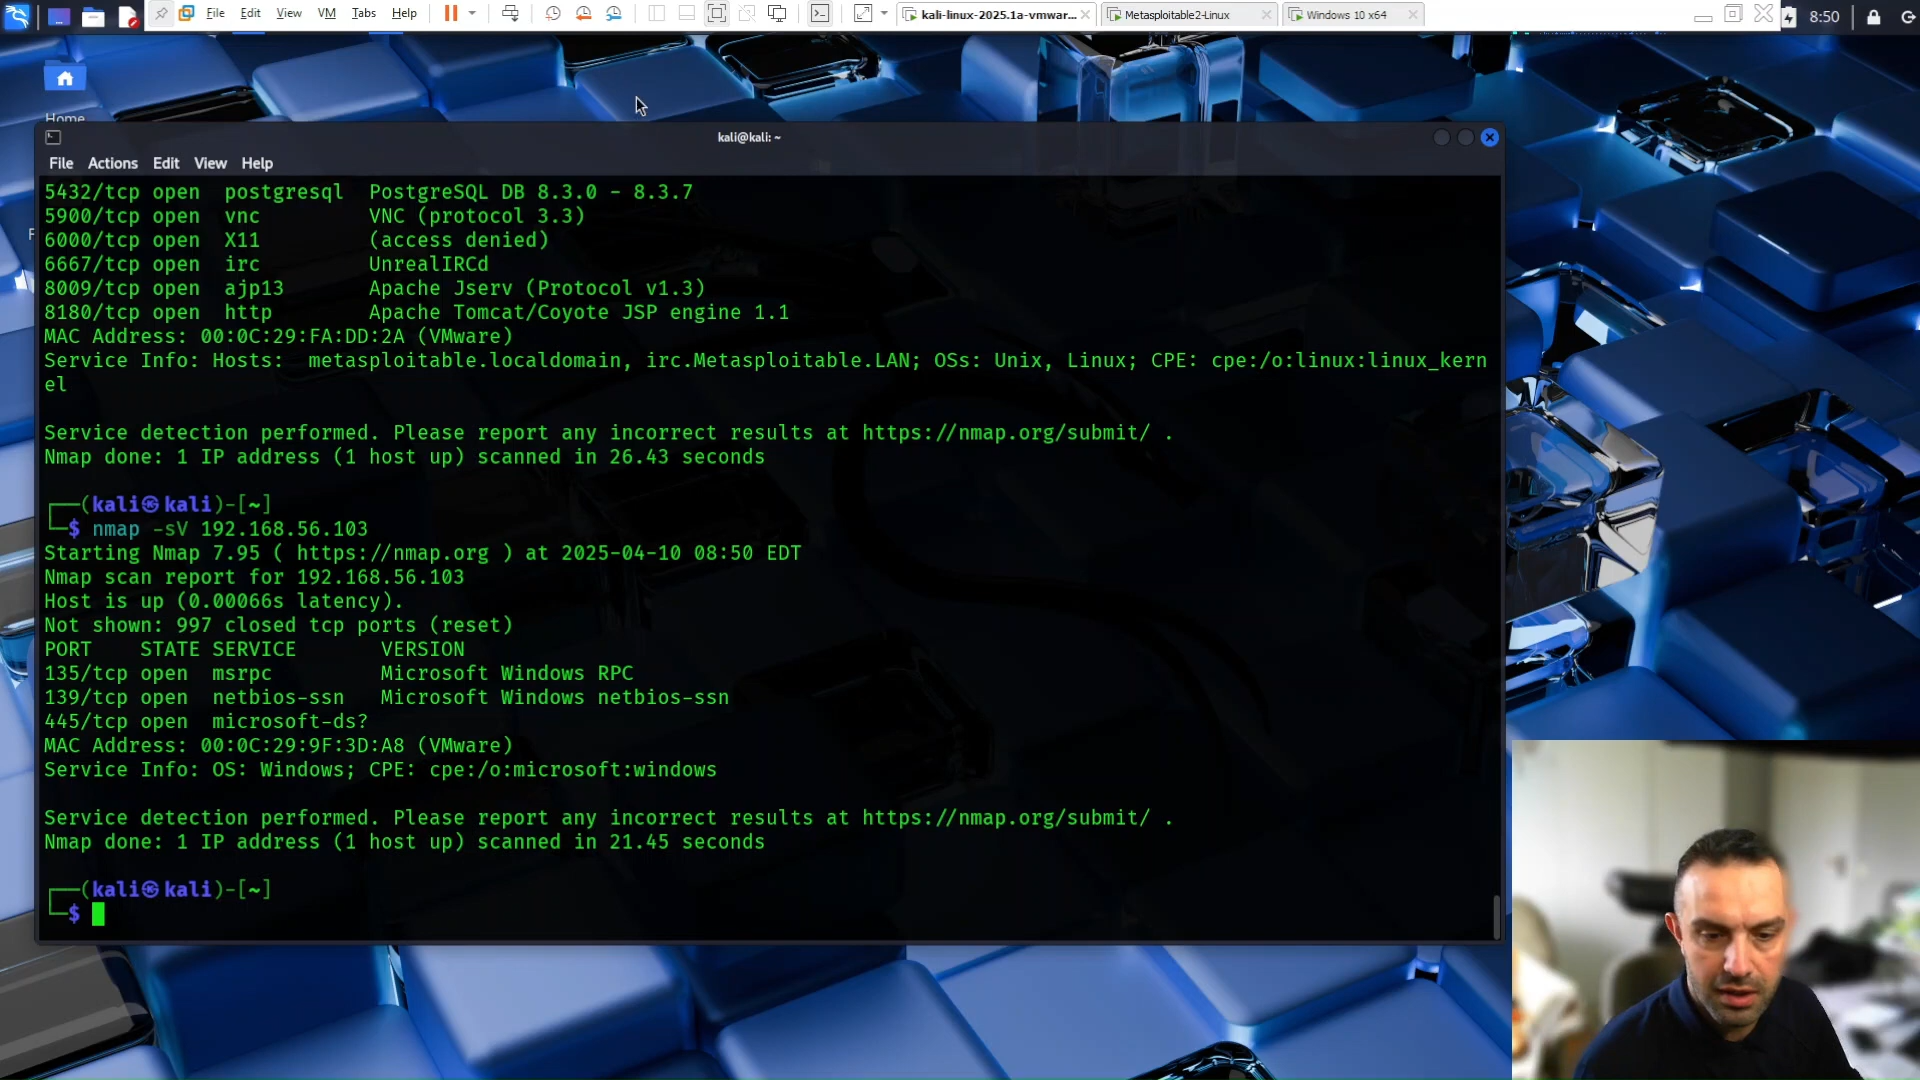 File Edit View VM Tabs Help
kali-linux-2025.1a-vmwar...
Metasploitable2-Linux
Windows 10 x64
8:50
Home
kali@kali: ~
File Actions Edit View Help
5432/tcp open postgresql PostgreSQL DB 8.3.0 - 8.3.7
5900/tcp open vnc VNC (protocol 3.3)
6000/tcp open X11 (access denied)
6667/tcp open irc UnrealIRCd
8009/tcp open ajp13 Apache Jserv (Protocol v1.3)
8180/tcp open http Apache Tomcat/Coyote JSP engine 1.1
MAC Address: 00:0C:29:FA:DD:2A (VMware)
Service Info: Hosts: metasploitable.localdomain, irc.Metasploitable.LAN; OSs: Unix, Linux; CPE: cpe:/o:linux:linux_kern
el
Service detection performed. Please report any incorrect results at https://nmap.org/submit/ .
Nmap done: 1 IP address (1 host up) scanned in 26.43 seconds
┌──(kali㉿kali)-[~]
└─$ nmap -sV 192.168.56.103
Starting Nmap 7.95 ( https://nmap.org ) at 2025-04-10 08:50 EDT
Nmap scan report for 192.168.56.103
Host is up (0.00066s latency).
Not shown: 997 closed tcp ports (reset)
PORT STATE SERVICE VERSION
135/tcp open msrpc Microsoft Windows RPC
139/tcp open netbios-ssn Microsoft Windows netbios-ssn
445/tcp open microsoft-ds?
MAC Address: 00:0C:29:9F:3D:A8 (VMware)
Service Info: OS: Windows; CPE: cpe:/o:microsoft:windows
Service detection performed. Please report any incorrect results at https://nmap.org/submit/ .
Nmap done: 1 IP address (1 host up) scanned in 21.45 seconds
┌──(kali㉿kali)-[~]
└─$